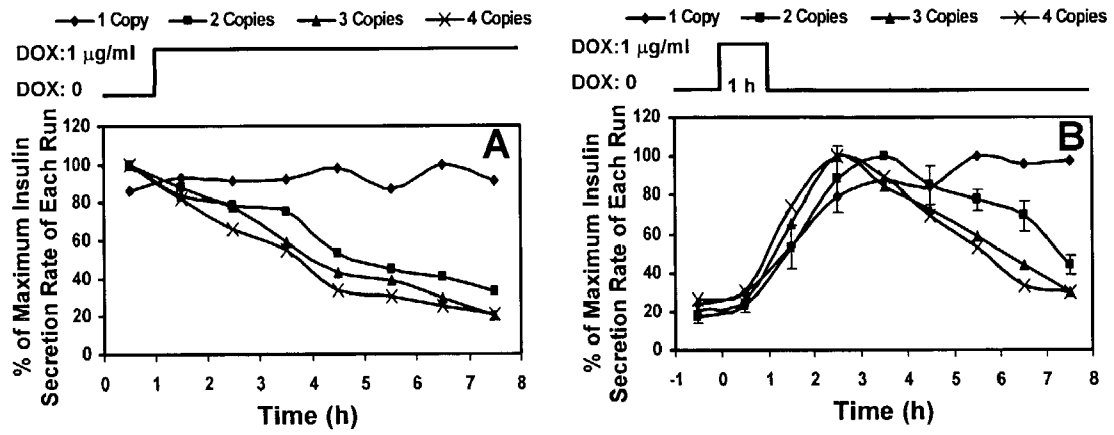 1 Copy 2 Copies 3 Copies 4 Copies
DOX:1 μg/ml
DOX: 0
% of Maximum Insulin
Secretion Rate of Each Run
120
100
80
60
40
20
0
A
0 1 2 3 4 5 6 7 8
Time (h)
1 Copy 2 Copies 3 Copies 4 Copies
DOX:1 μg/ml
DOX: 0
1 h
% of Maximum Insulin
Secretion Rate of Each Run
120
100
80
60
40
20
0
B
-1 0 1 2 3 4 5 6 7 8
Time (h)